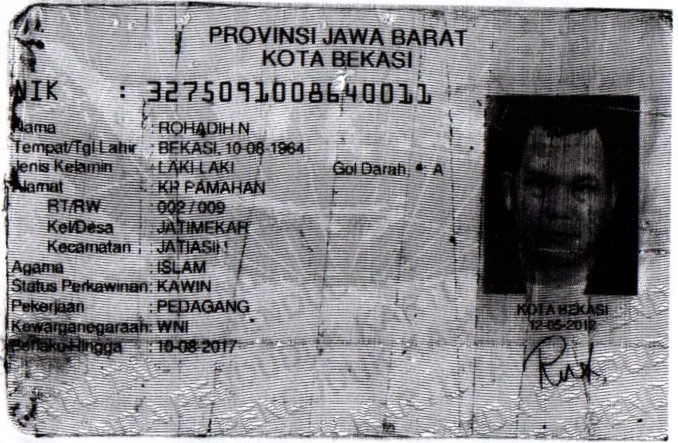 PROVINSI JAWA BARAT
KOTA BEKASI
NIK : 3275091008640011
Nama : ROHADIH N
Tempat/Tgl Lahir : BEKASI, 10-08-1964
Jenis Kelamin : LAKI LAKI Gol Darah : A
Alamat : KP PAMAHAN
RT/RW : 002 / 009
Kel/Desa : JATIMEKAR
Kecamatan : JATIASIH
Agama : ISLAM
Status Perkawinan: KAWIN
Pekerjaan : PEDAGANG
Kewarganegaraan: WNI
Berlaku Hingga : 10-08-2017
KOTA BEKASI
12-05-2012